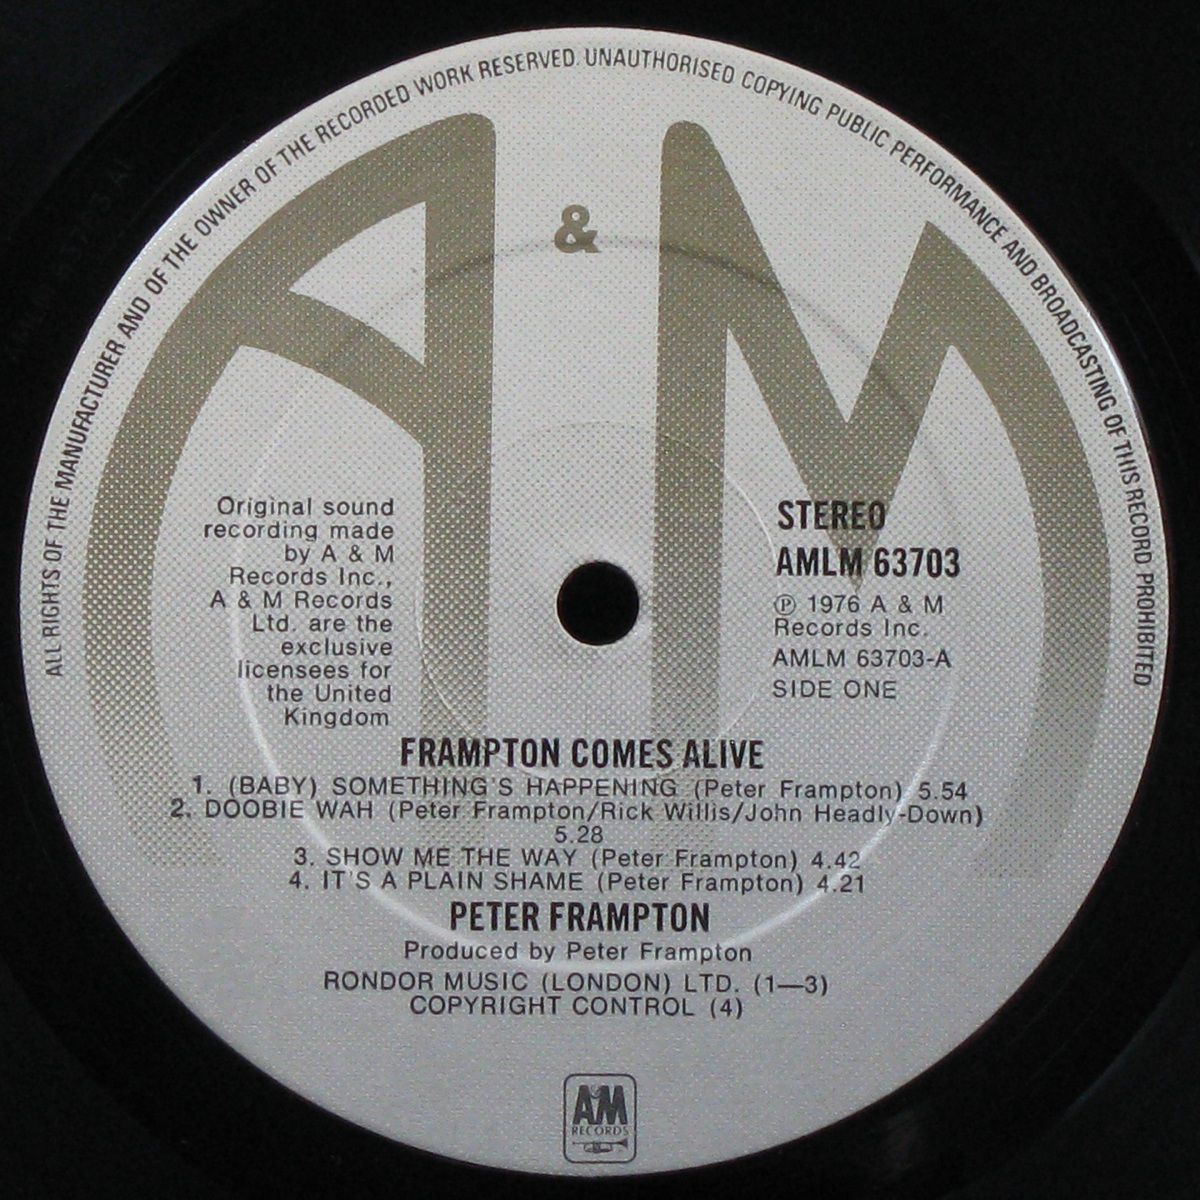 ALL RIGHTS OF THE MANUFACTURER AND OF THE OWNER OF THE RECORDED WORK RESERVED. UNAUTHORISED COPYING PUBLIC PERFORMANCE AND BROADCASTING OF THIS RECORD PROHIBITED
A & M
Original sound
recording made
by A & M
Records Inc.,
A & M Records
Ltd. are the
exclusive
licensees for
the United
Kingdom
STEREO
AMLM 63703
℗ 1976 A & M
Records Inc.
AMLM 63703-A
SIDE ONE
FRAMPTON COMES ALIVE
1. (BABY) SOMETHING'S HAPPENING (Peter Frampton) 5.54
2. DOOBIE WAH (Peter Frampton/Rick Willis/John Headly-Down)
5.28
3. SHOW ME THE WAY (Peter Frampton) 4.42
4. IT'S A PLAIN SHAME (Peter Frampton) 4.21
PETER FRAMPTON
Produced by Peter Frampton
RONDOR MUSIC (LONDON) LTD. (1—3)
COPYRIGHT CONTROL (4)
A&M
RECORDS